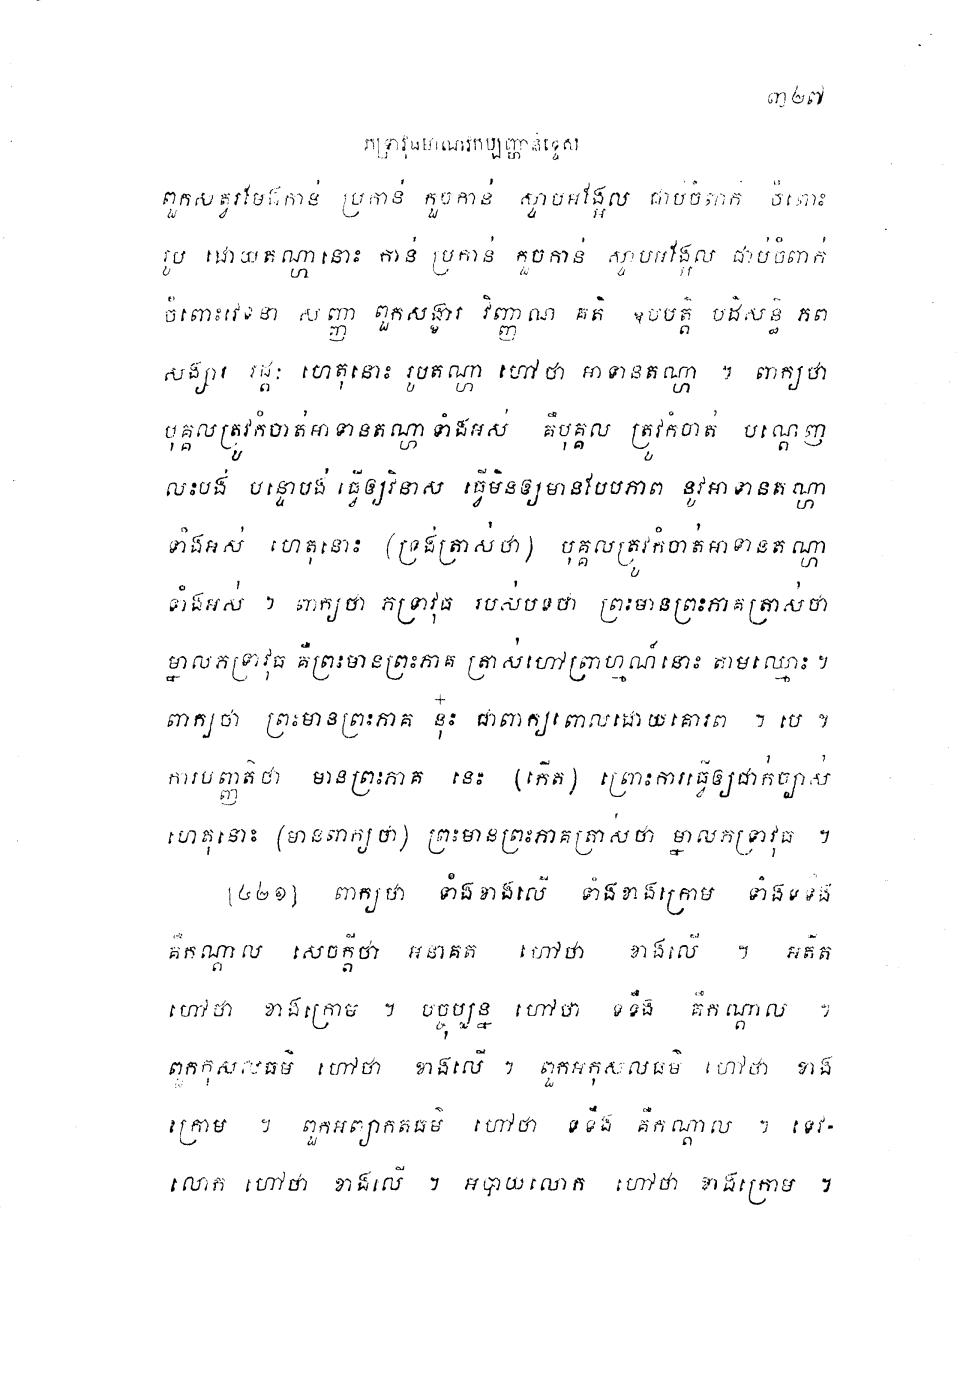 ៣២៧
ភទ្រាវុធមាណវកប្បញ្ហានិទ្ទេស
ពួកសត្វរមែងកាន់ ប្រកាន់ កួចកាន់ ស្ទាបអង្អែល ជាប់ចំពាក់ ចំពោះ
រូប ដោយតណ្ហានោះ កាន់ ប្រកាន់ កួចកាន់ ស្ទាបអង្អែល ជាប់ចំពាក់
ចំពោះវេទនា សញ្ញា ពួកសង្ខារ វិញ្ញាណ គតិ ឧបបត្តិ បដិសន្ធិ ភព
សង្សារ វដ្តៈ ហេតុនោះ រូបតណ្ហា ហៅថា អាទានតណ្ហា ។ ពាក្យថា
បុគ្គលត្រូវកំចាត់អាទានតណ្ហាទាំងអស់ គឺបុគ្គល ត្រូវកំចាត់ បណ្តេញ
លះបង់ បន្ទោបង់ ធ្វើឲ្យវិនាស ធ្វើមិនឲ្យមានបែបភាព នូវអាទានតណ្ហា
ទាំងអស់ ហេតុនោះ (ទ្រង់ត្រាស់ថា) បុគ្គលត្រូវកំចាត់អាទានតណ្ហា
ទាំងអស់ ។ ពាក្យថា ភទ្រាវុធ របស់បទថា ព្រះមានព្រះភាគត្រាស់ថា
ម្នាលភទ្រាវុធ គឺព្រះមានព្រះភាគ ត្រាស់ហៅព្រាហ្មណ៍នោះ តាមឈ្មោះ ។
ពាក្យថា ព្រះមានព្រះភាគ នុ៎ះ ជាពាក្យពោលដោយគោរព ។ បេ ។
ការបញ្ញាតិថា មានព្រះភាគ នេះ (កើត) ព្រោះការធ្វើឲ្យជាក់ច្បាស់
ហេតុនោះ (មានពាក្យថា) ព្រះមានព្រះភាគត្រាស់ថា ម្នាលភទ្រាវុធ ។
[៤២១] ពាក្យថា ទាំងខាងលើ ទាំងខាងក្រោម ទាំងទទឹង
គឺកណ្តាល សេចក្តីថា អនាគត ហៅថា ខាងលើ ។ អតីត
ហៅថា ខាងក្រោម ។ បច្ចុប្បន្ន ហៅថា ទទឹង គឺកណ្តាល ។
ពួកកុសលធម៌ ហៅថា ខាងលើ ។ ពួកអកុសលធម៌ ហៅថា ខាង
ក្រោម ។ ពួកអព្យាកតធម៌ ហៅថា ទទឹង គឺកណ្តាល ។ ទេវ-
លោក ហៅថា ខាងលើ ។ អបាយលោក ហៅថា ខាងក្រោម ។